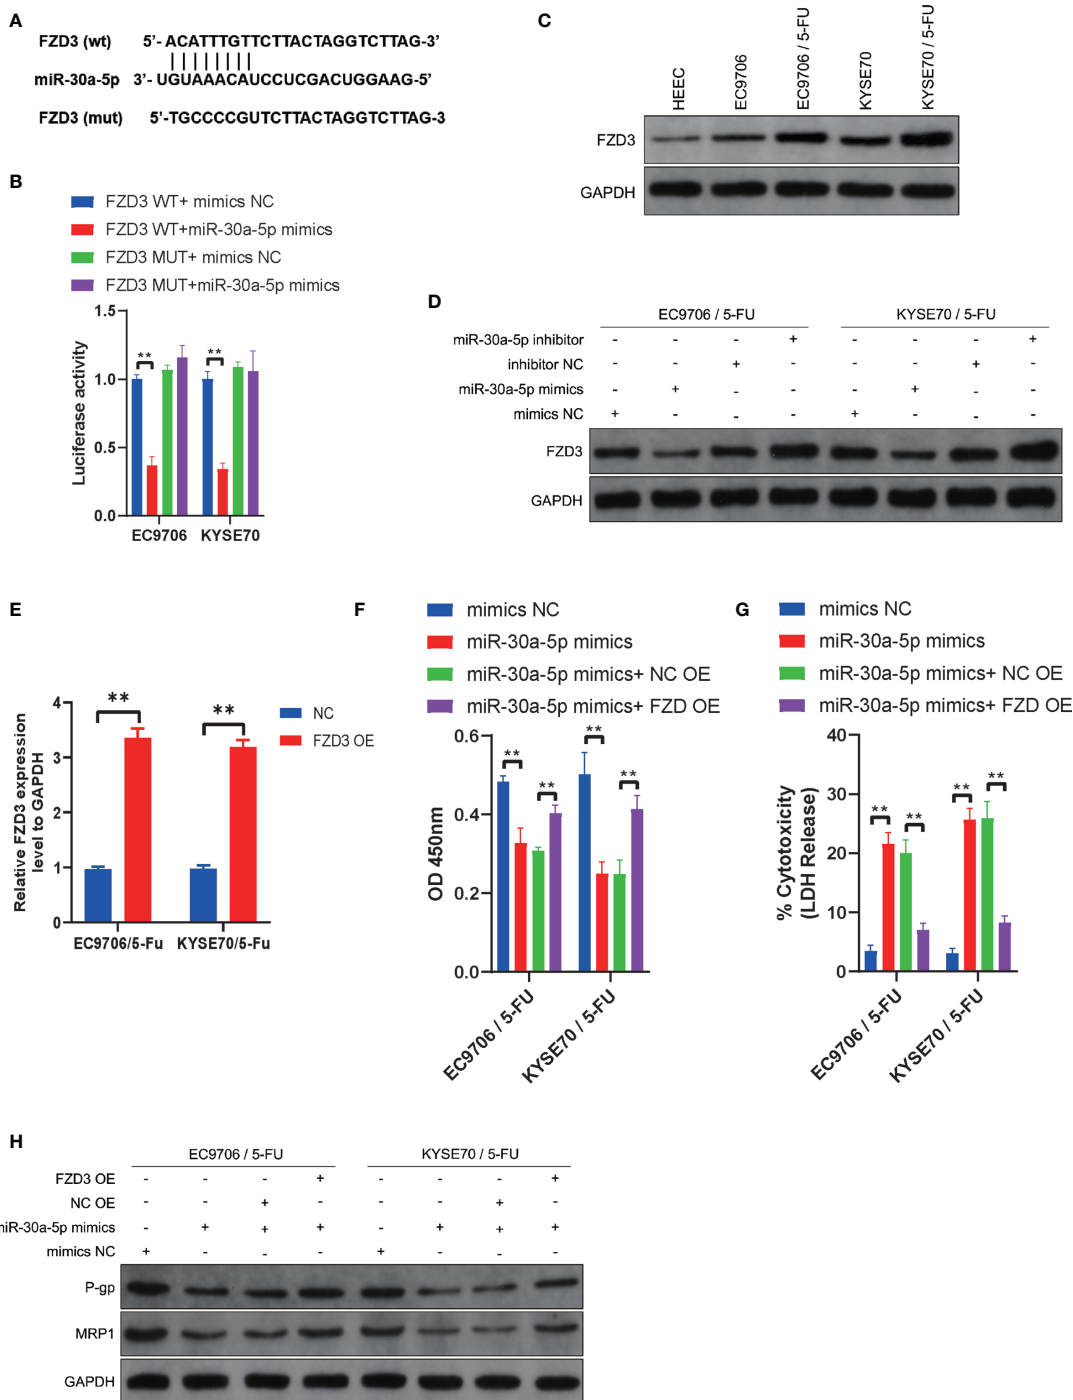 A
FZD3 (wt) 5'- ACATTTGTTCTTACTAGGTCTTAG-3'
miR-30a-5p 3'- UGUAAACAUCCUCGACUGGAAG-5'
FZD3 (mut) 5'-TGCCCCGUTCTTACTAGGTCTTAG-3
B
FZD3 WT+ mimics NC
FZD3 WT+miR-30a-5p mimics
FZD3 MUT+ mimics NC
FZD3 MUT+miR-30a-5p mimics
Luciferase activity
1.5
1.0
0.5
0.0
** **
EC9706 KYSE70
C
HEEC
EC9706
EC9706 / 5-FU
KYSE70
KYSE70 / 5-FU
FZD3
GAPDH
D
EC9706 / 5-FU KYSE70 / 5-FU
miR-30a-5p inhibitor - - - + - - - +
inhibitor NC - - + - - - + -
miR-30a-5p mimics - + - - - + - -
mimics NC + - - - + - - -
FZD3
GAPDH
E
Relative FZD3 expression
level to GAPDH
4
3
2
1
0
** **
NC
FZD3 OE
EC9706/5-Fu KYSE70/5-Fu
F
mimics NC
miR-30a-5p mimics
miR-30a-5p mimics+ NC OE
miR-30a-5p mimics+ FZD OE
OD 450nm
0.6
0.4
0.2
0.0
** ** ** **
EC9706 / 5-FU
KYSE70 / 5-FU
G
mimics NC
miR-30a-5p mimics
miR-30a-5p mimics+ NC OE
miR-30a-5p mimics+ FZD OE
% Cytotoxicity
(LDH Release)
40
30
20
10
0
** ** ** **
EC9706 / 5-FU
KYSE70 / 5-FU
H
EC9706 / 5-FU KYSE70 / 5-FU
FZD3 OE - - - + - - - +
NC OE - - + - - - + -
miR-30a-5p mimics - + + + - + + +
mimics NC + - - - + - - -
P-gp
MRP1
GAPDH